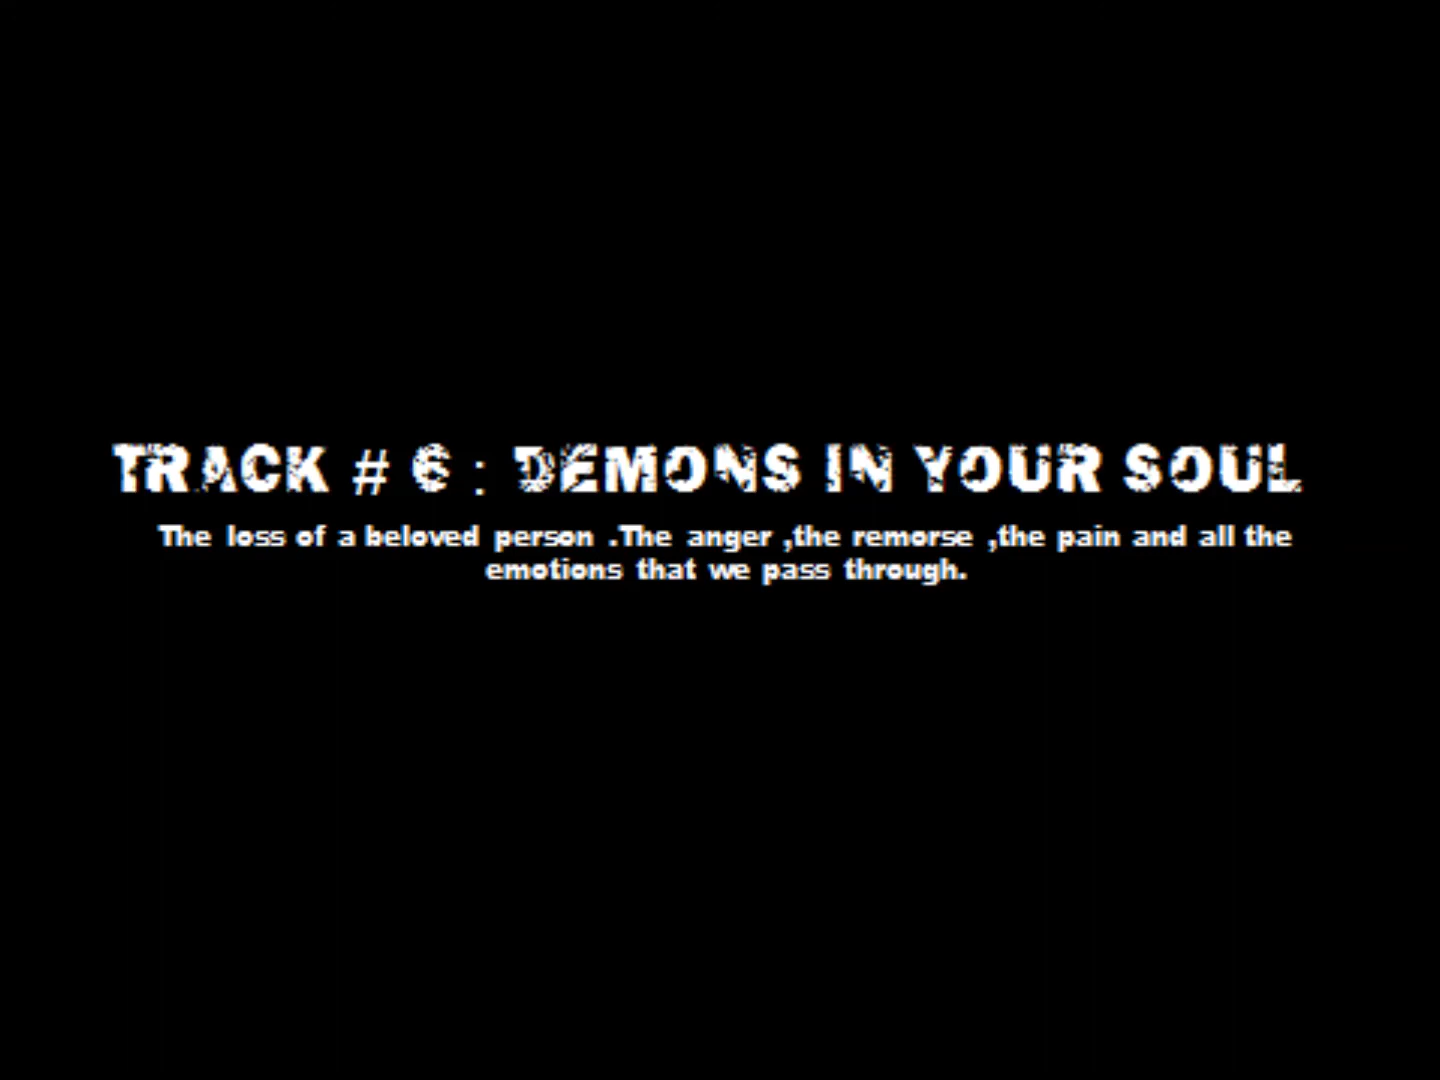 TRACK # 6 : DEMONS IN YOUR SOUL
The loss of a beloved person .The anger ,the remorse ,the pain and all the
emotions that we pass through.